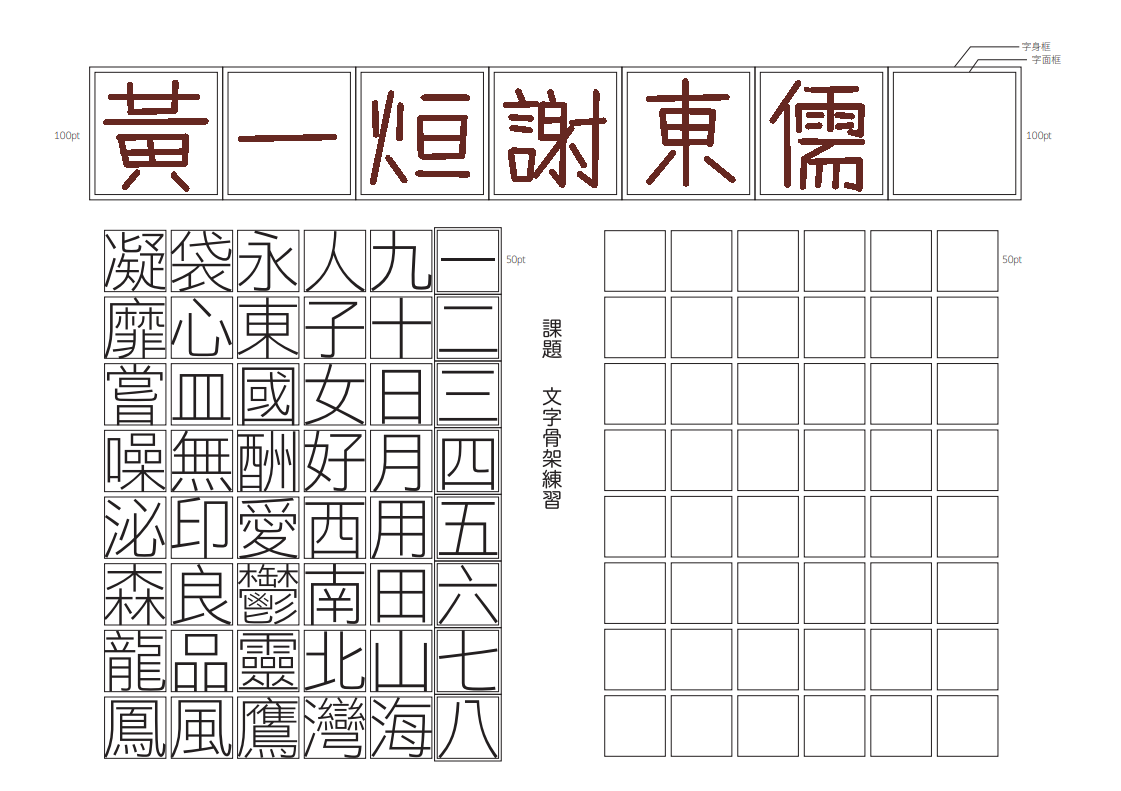 字身框
字面框
100pt
黃一烜謝東儒
100pt
一二三四五六七八
九十日月用田山海
人子女好西南北灣
永東國酬愛鬱靈鷹
袋心皿無印良品風
凝靡嘗噪泌森龍鳳
50pt
課題 文字骨架練習
50pt